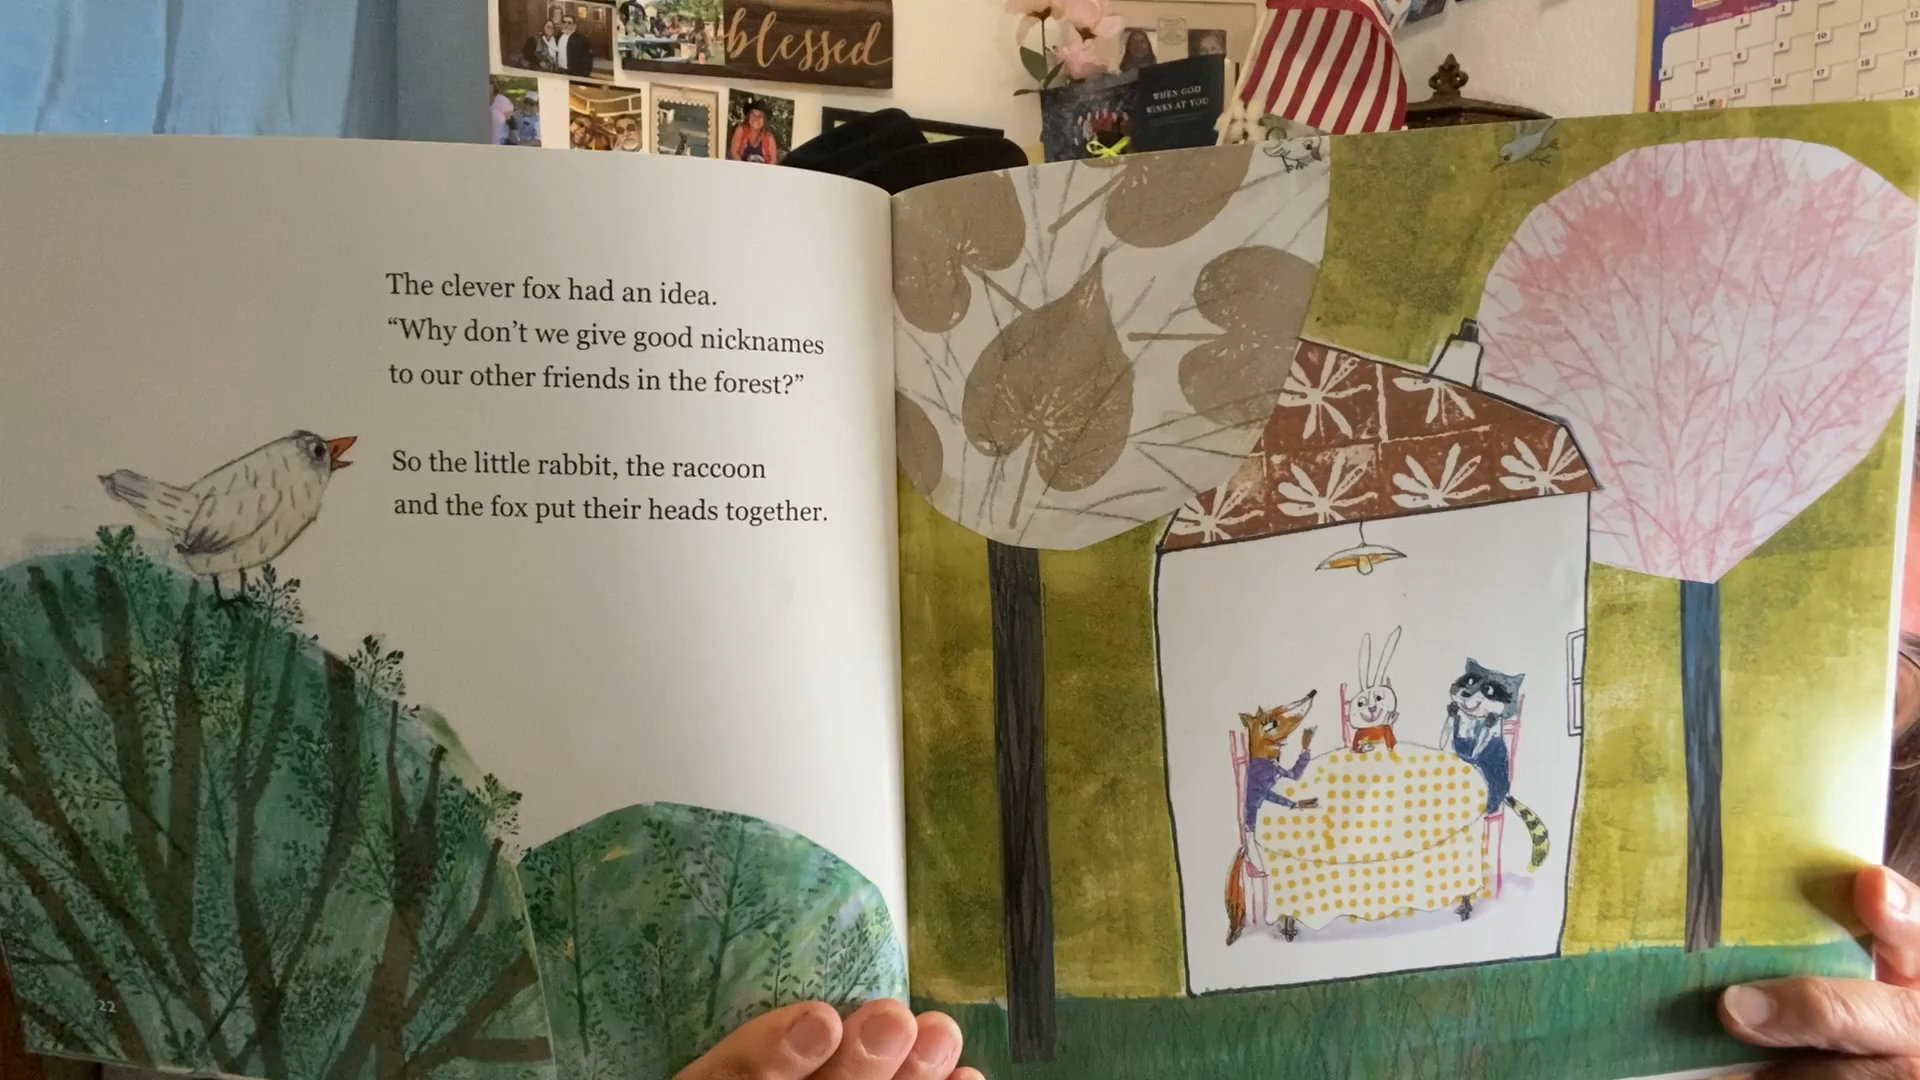 blessed
WHEN GOD
WINKS AT YOU
The clever fox had an idea.
“Why don’t we give good nicknames
to our other friends in the forest?”
So the little rabbit, the raccoon
and the fox put their heads together.
22